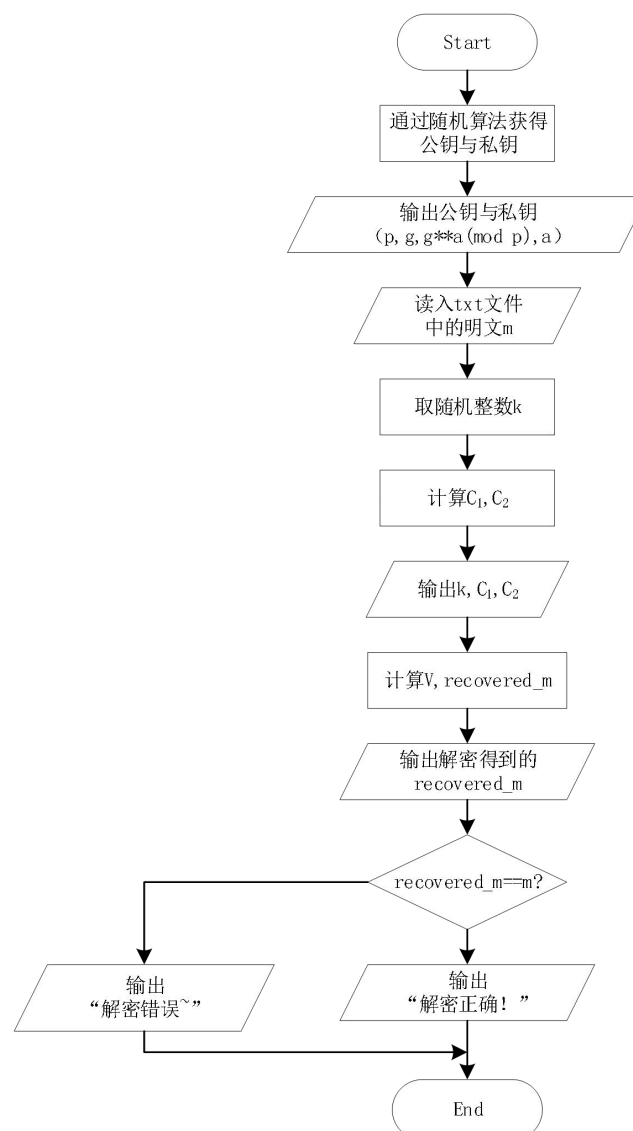 Start
通过随机算法获得
公钥与私钥
输出公钥与私钥
(p,g,g**a(mod p),a)
读入txt文件
中的明文m
取随机整数k
计算C₁,C₂
输出k,C₁,C₂
计算V,recovered_m
输出解密得到的
recovered_m
recovered_m==m?
输出
“解密错误~”
输出
“解密正确！”
End